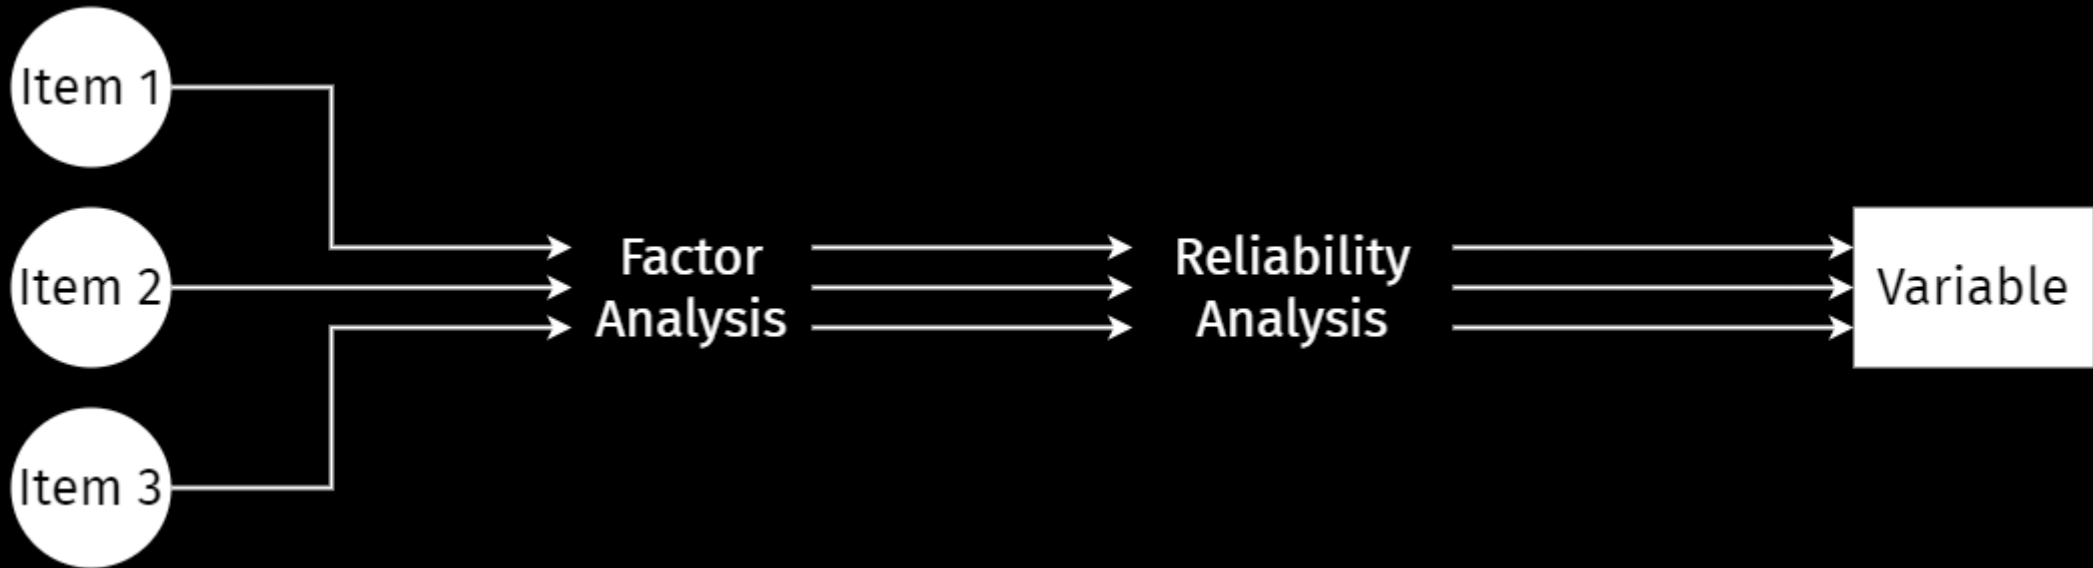 Item 1
Item 2
Item 3
Factor
Analysis
Reliability
Analysis
Variable